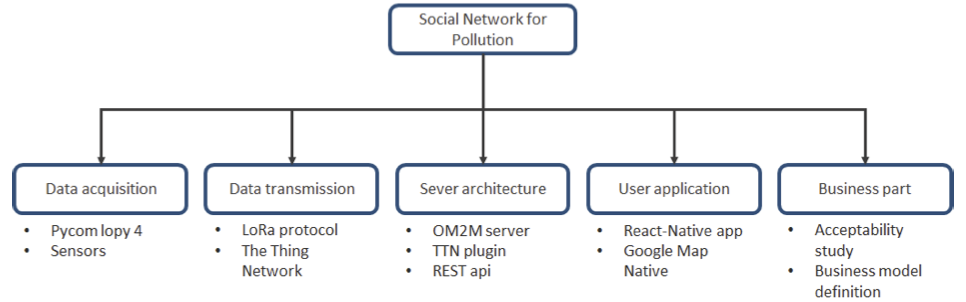 Social Network for
Pollution
Data acquisition
• Pycom lopy 4
• Sensors
Data transmission
• LoRa protocol
• The Thing
Network
Sever architecture
• OM2M server
• TTN plugin
• REST api
User application
• React-Native app
• Google Map
Native
Business part
• Acceptability
study
• Business model
definition